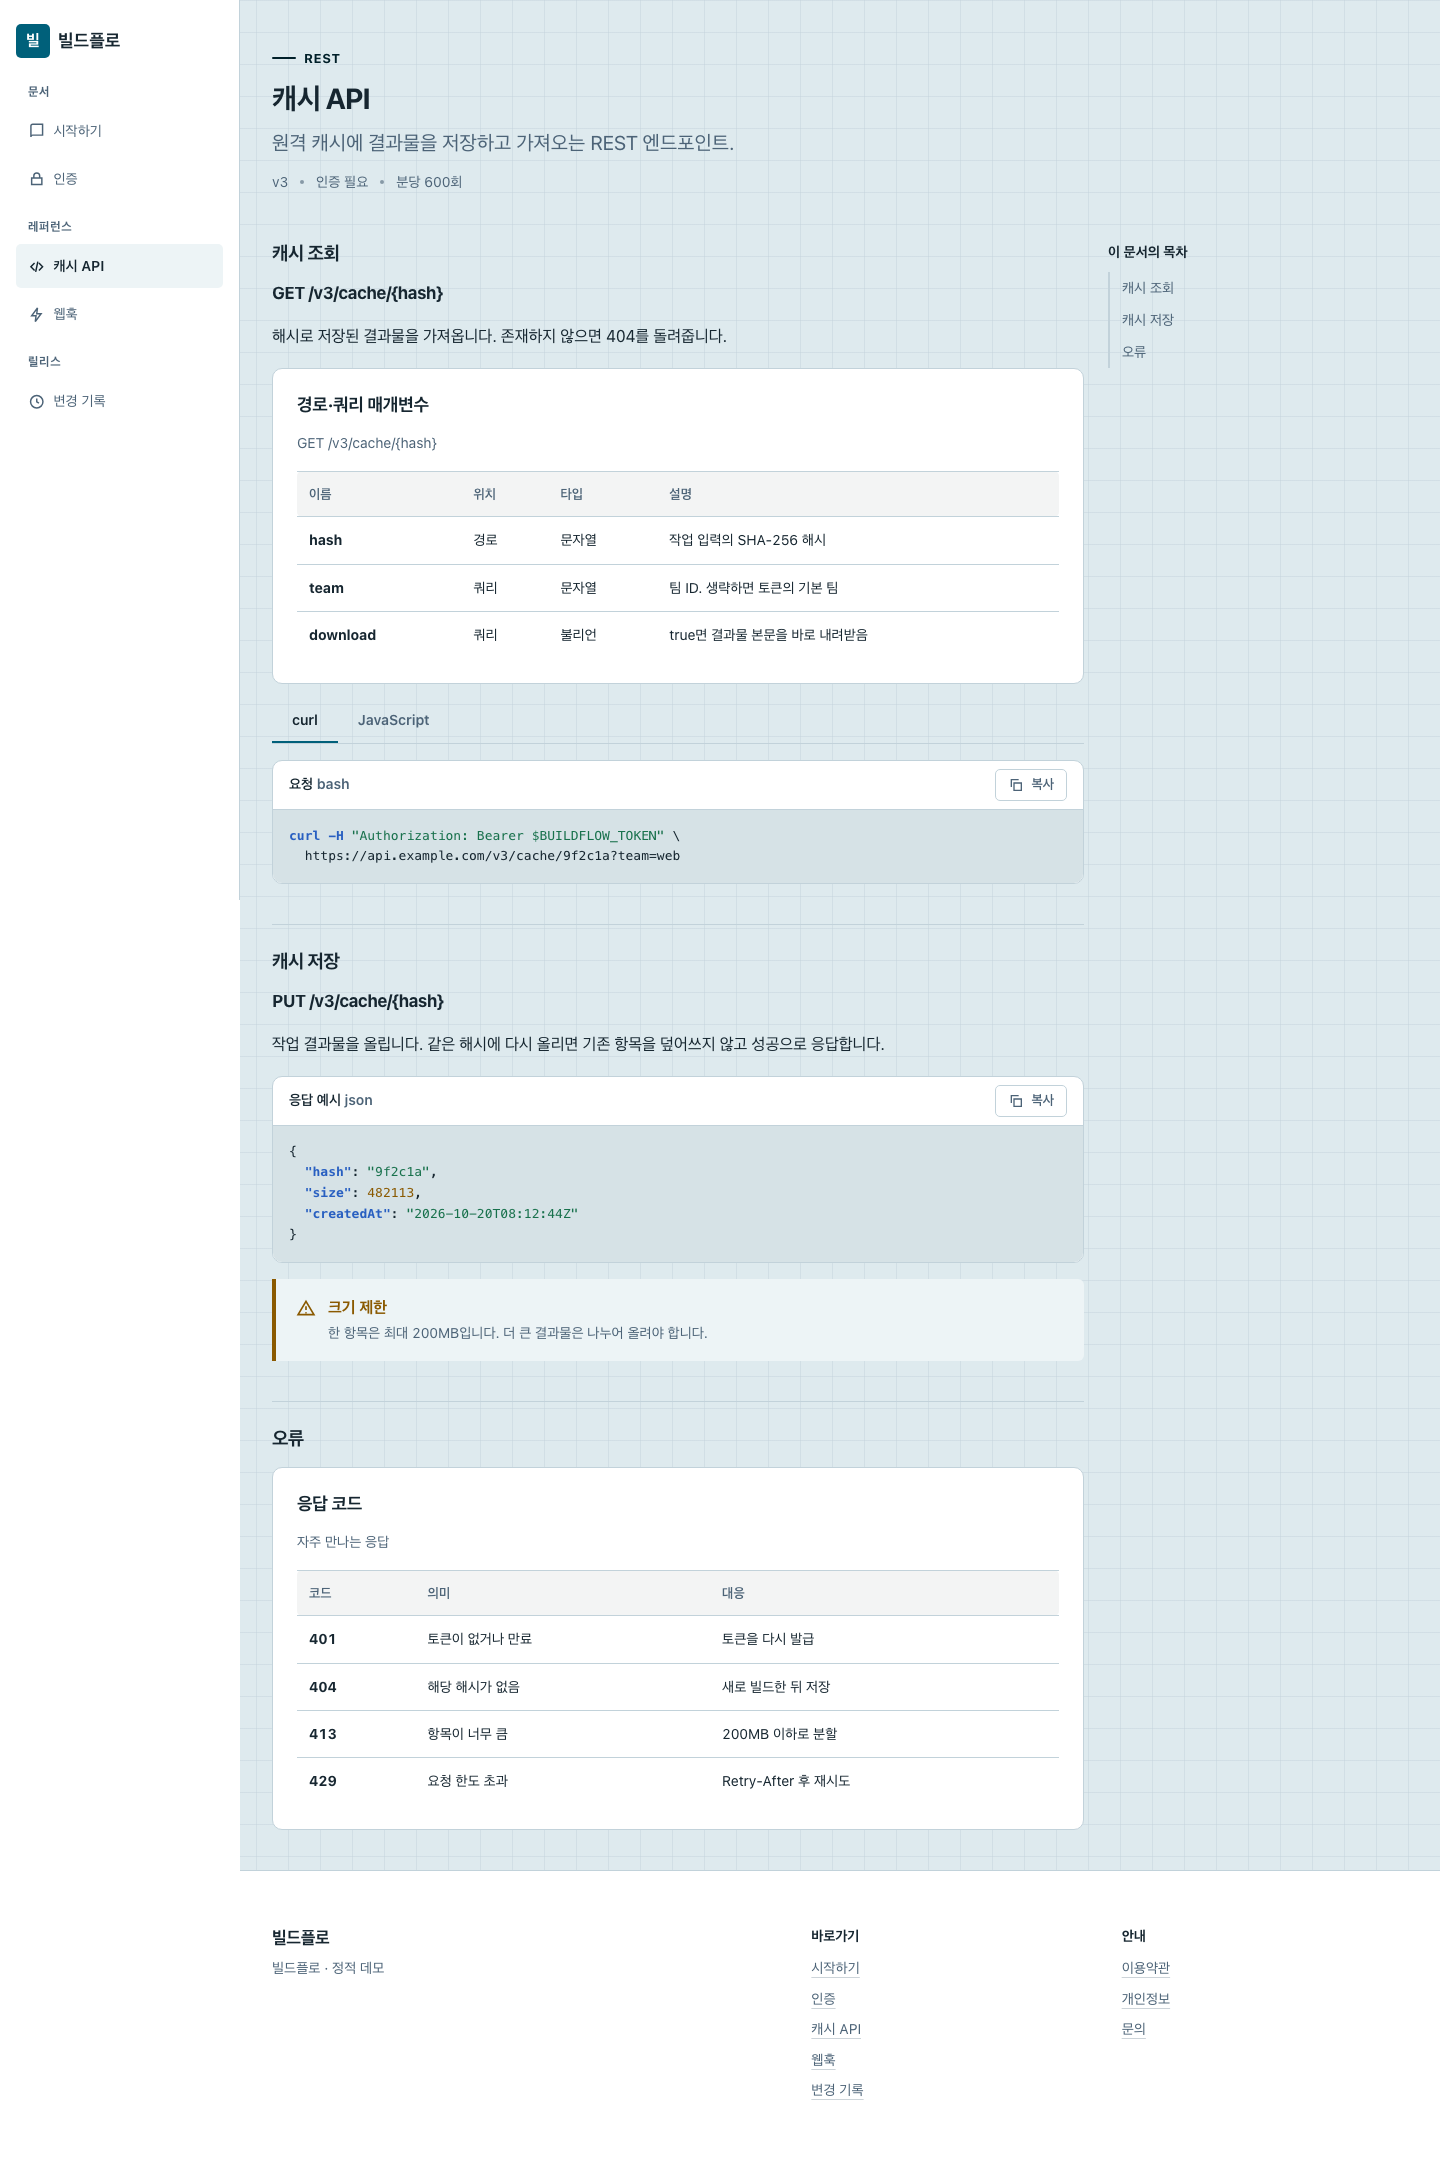 빌 빌드플로
문서
시작하기
인증
레퍼런스
캐시 API
웹훅
릴리스
변경 기록
REST
캐시 API
원격 캐시에 결과물을 저장하고 가져오는 REST 엔드포인트.
v3 • 인증 필요 • 분당 600회
캐시 조회
GET /v3/cache/{hash}
해시로 저장된 결과물을 가져옵니다. 존재하지 않으면 404를 돌려줍니다.
경로·쿼리 매개변수
GET /v3/cache/{hash}
이름 위치 타입 설명
hash 경로 문자열 작업 입력의 SHA-256 해시
team 쿼리 문자열 팀 ID. 생략하면 토큰의 기본 팀
download 쿼리 불리언 true면 결과물 본문을 바로 내려받음
curl JavaScript
요청 bash 복사
curl -H "Authorization: Bearer $BUILDFLOW_TOKEN" \
https://api.example.com/v3/cache/9f2c1a?team=web
캐시 저장
PUT /v3/cache/{hash}
작업 결과물을 올립니다. 같은 해시에 다시 올리면 기존 항목을 덮어쓰지 않고 성공으로 응답합니다.
응답 예시 json 복사
{
"hash": "9f2c1a",
"size": 482113,
"createdAt": "2026-10-20T08:12:44Z"
}
크기 제한
한 항목은 최대 200MB입니다. 더 큰 결과물은 나누어 올려야 합니다.
오류
응답 코드
자주 만나는 응답
코드 의미 대응
401 토큰이 없거나 만료 토큰을 다시 발급
404 해당 해시가 없음 새로 빌드한 뒤 저장
413 항목이 너무 큼 200MB 이하로 분할
429 요청 한도 초과 Retry-After 후 재시도
이 문서의 목차
캐시 조회
캐시 저장
오류
빌드플로
빌드플로 · 정적 데모
바로가기
시작하기
인증
캐시 API
웹훅
변경 기록
안내
이용약관
개인정보
문의